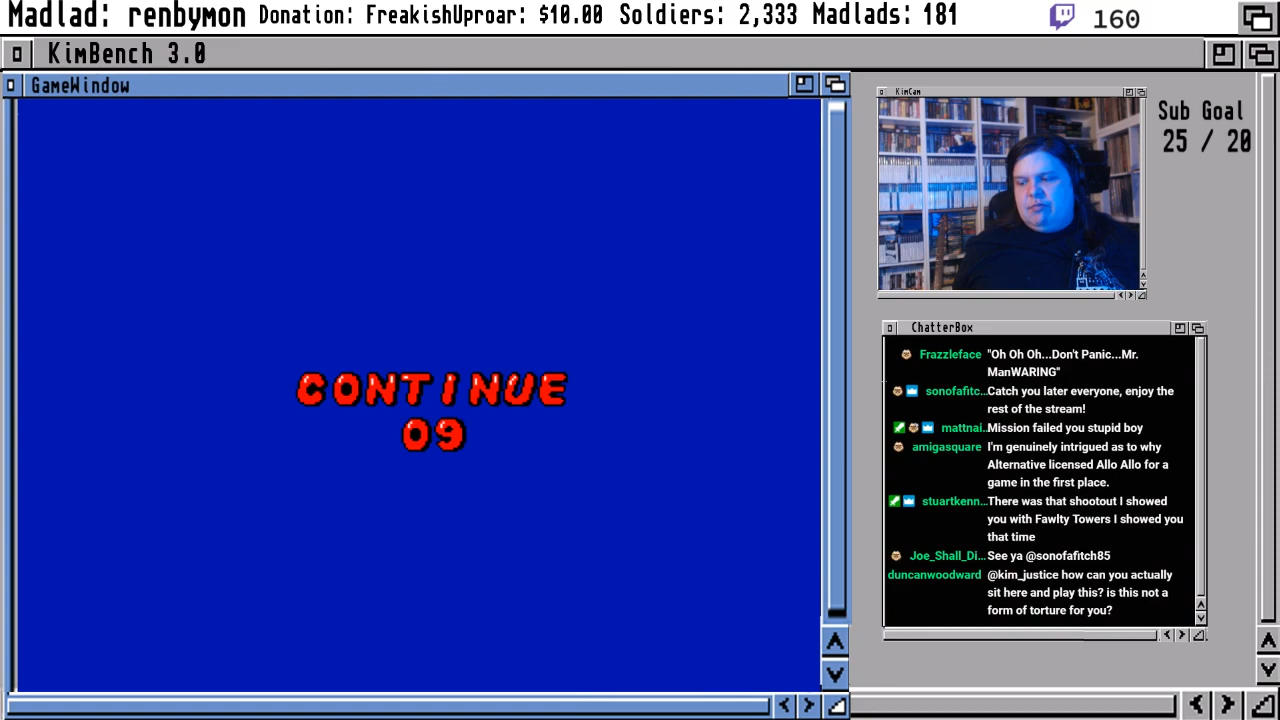 Madlad: renbymon Donation: FreakishUproar: $10.00 Soldiers: 2,333 Madlads: 181 160
KimBench 3.0
GameWindow
CONTINUE
09
KimCam
Sub Goal
25 / 20
ChatterBox
Frazzleface "Oh Oh Oh...Don't Panic...Mr.
ManWARING"
sonofafitc... Catch you later everyone, enjoy the
rest of the stream!
mattnai... Mission failed you stupid boy
amigasquare I'm genuinely intrigued as to why
Alternative licensed Allo Allo for a
game in the first place.
stuartkenn... There was that shootout I showed
you with Fawlty Towers I showed you
that time
Joe_Shall_Di... See ya @sonofafitch85
duncanwoodward @kim_justice how can you actually
sit here and play this? is this not a
form of torture for you?